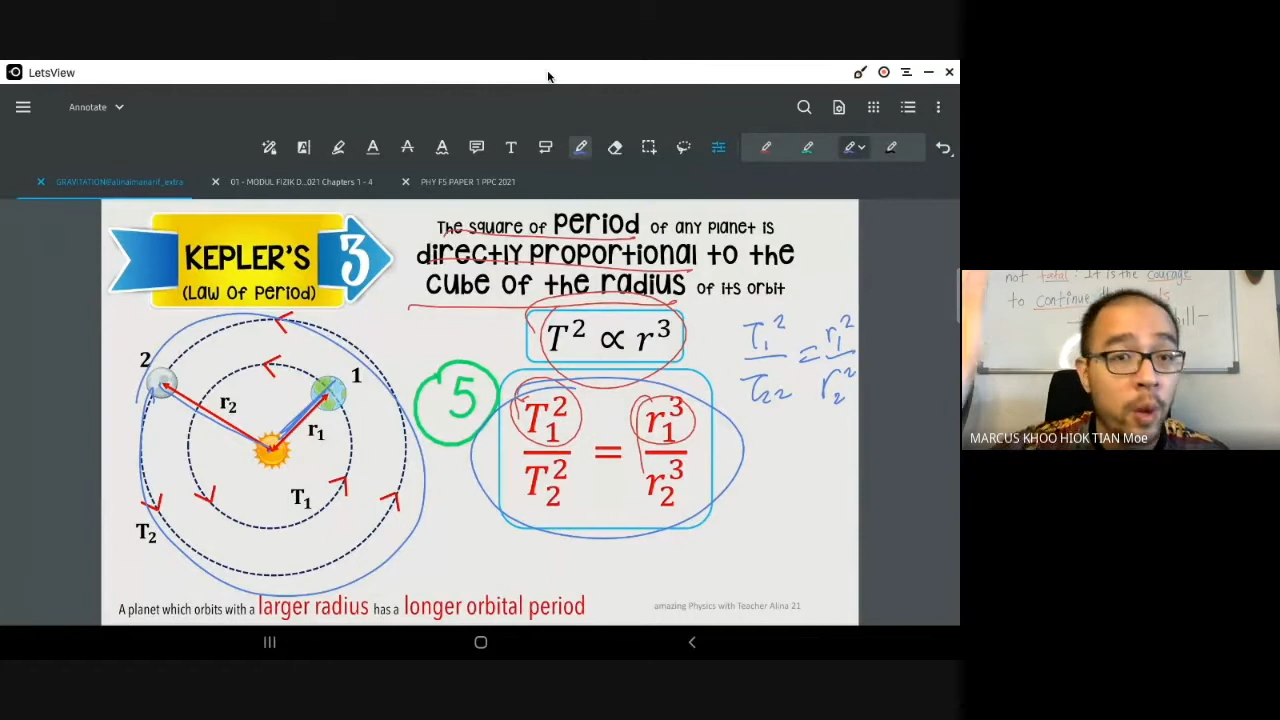 LetsView
Annotate
GRAVITATION@alinaimanarif_extra
01 - MODUL FIZIK D...021 Chapters 1 - 4
PHY F5 PAPER 1 PPC 2021
KEPLER'S 3
(Law Of Period)
The square of period of any planet is
directly proportional to the
cube of the radius of its orbit
T² ∝ r³
5
T₁²/T₂² = r₁³/r₂³
T₁²/T₂2 = r₁²/r₂²
2
1
r₂
r₁
T₁
T₂
A planet which orbits with a larger radius has a longer orbital period
amazing Physics with Teacher Alina 21
not fatal: It is the courage
to continue
MARCUS KHOO HIOK TIAN Moe